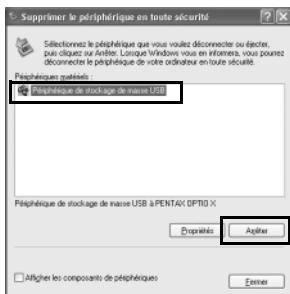 Supprimer le périphérique en toute sécurité
Sélectionnez le périphérique que vous voulez déconnecter ou éjecter,
puis cliquez sur Arrêter. Lorsque Windows vous en informera, vous pourrez
déconnecter le périphérique de votre ordinateur en toute sécurité.
Périphériques matériels :
Périphérique de stockage de masse USB
Périphérique de stockage de masse USB à PENTAX OPTIO X
Propriétés
Arrêter
Afficher les composants de périphériques
Fermer